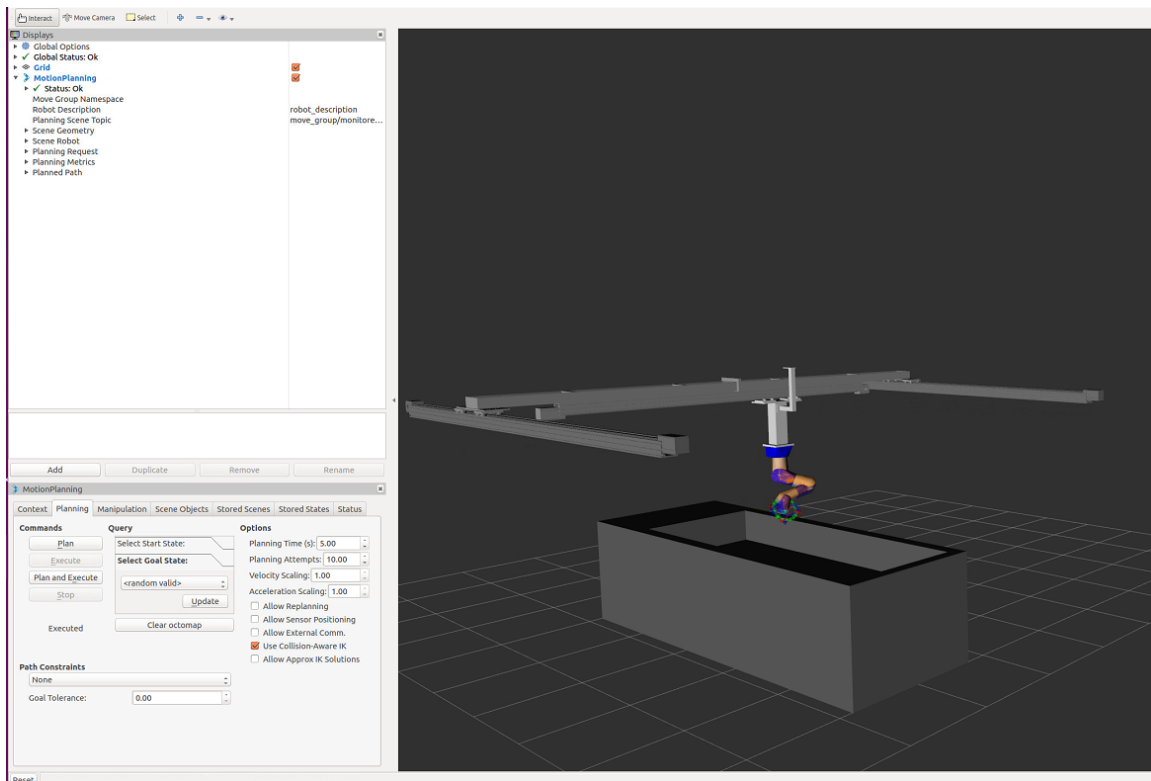 Interact Move Camera Select
Displays
Global Options
Global Status: Ok
Grid
MotionPlanning
Status: Ok
Move Group Namespace
Robot Description robot_description
Planning Scene Topic move_group/monitore...
Scene Geometry
Scene Robot
Planning Request
Planning Metrics
Planned Path
Add Duplicate Remove Rename
MotionPlanning
Context Planning Manipulation Scene Objects Stored Scenes Stored States Status
Commands Query Options
Plan Select Start State: Planning Time (s): 5.00
Execute Select Goal State: Planning Attempts: 10.00
Plan and Execute <random valid> Velocity Scaling: 1.00
Stop Update Acceleration Scaling: 1.00
Allow Replanning
Allow Sensor Positioning
Executed Clear octomap Allow External Comm.
Use Collision-Aware IK
Allow Approx IK Solutions
Path Constraints
None
Goal Tolerance: 0.00
Reset